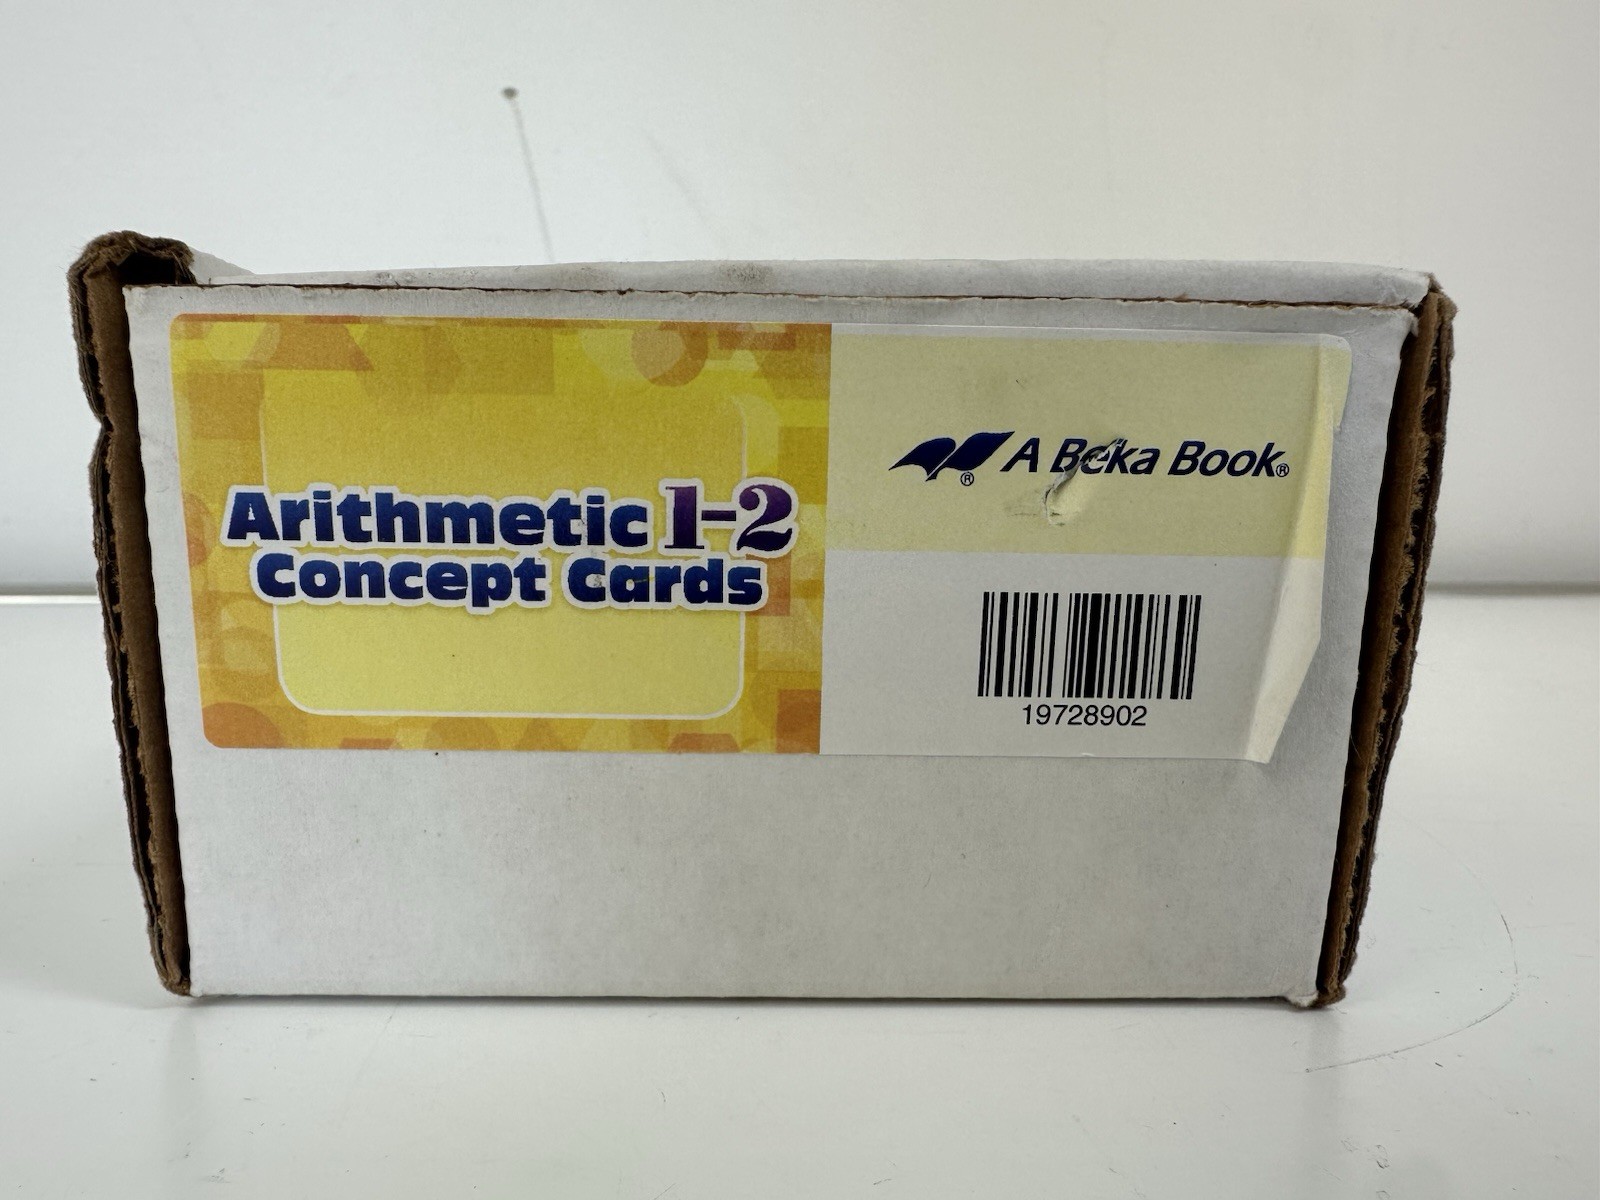 Arithmetic 1-2
Concept Cards
A Beka Book®
®
19728902